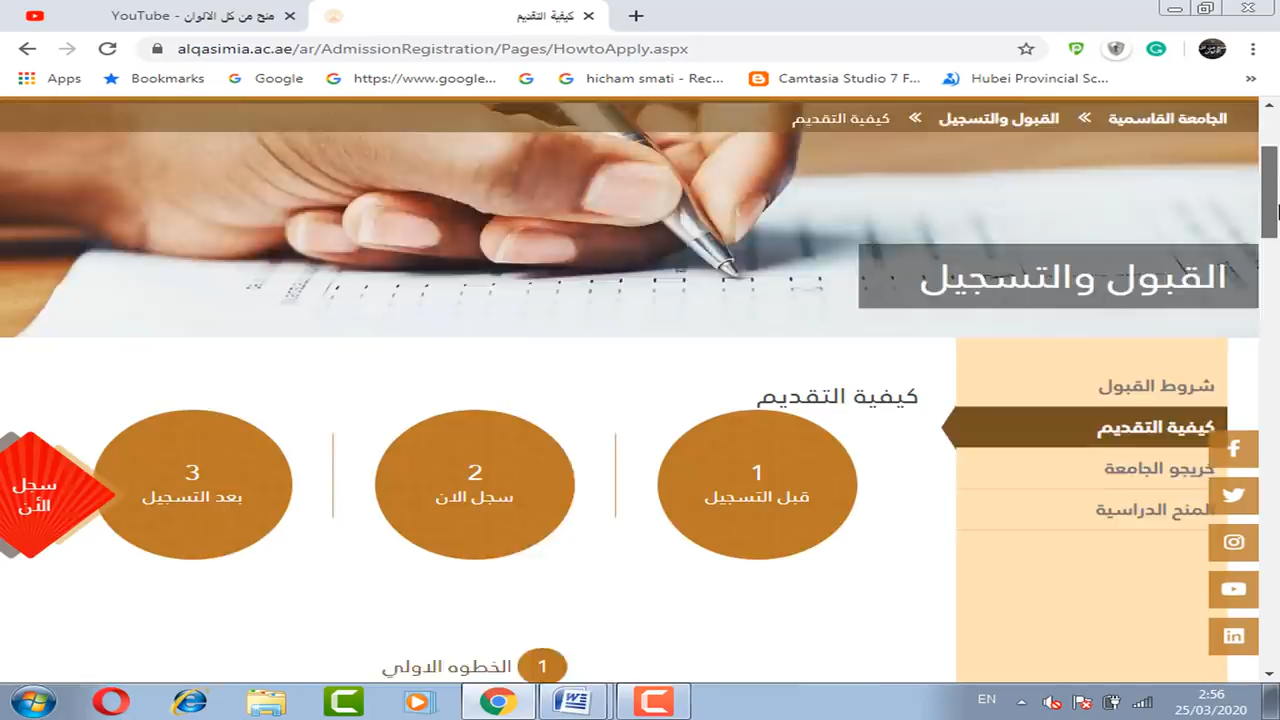 منح من كل الالوان - YouTube
كيفية التقديم
alqasimia.ac.ae/ar/AdmissionRegistration/Pages/HowtoApply.aspx
Apps
Bookmarks
Google
https://www.google...
hicham smati - Rec...
Camtasia Studio 7 F...
Hubei Provincial Sc...
»
الجامعة القاسمية » القبول والتسجيل » كيفية التقديم
القبول والتسجيل
شروط القبول
كيفية التقديم
خريجو الجامعة
المنح الدراسية
كيفية التقديم
1
قبل التسجيل
2
سجل الان
3
بعد التسجيل
سجل
الأن
1 الخطوه الاولي
EN
2:56
25/03/2020